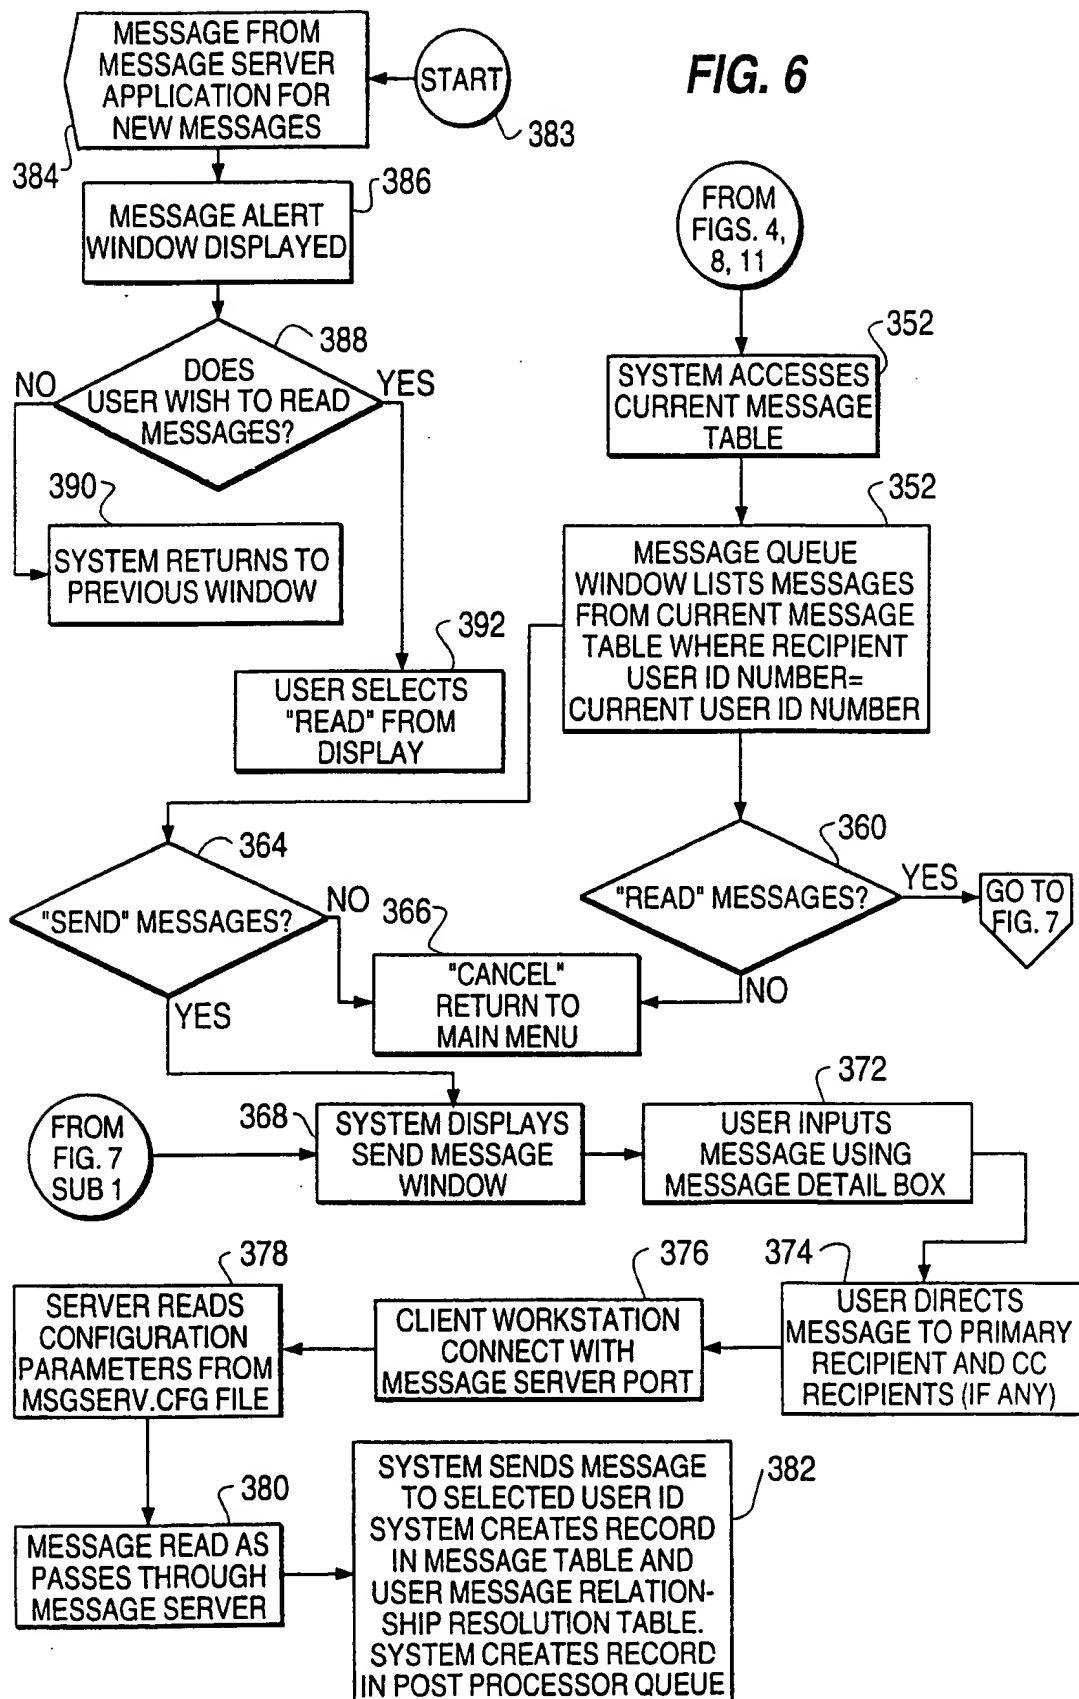 FIG. 6
START
383
MESSAGE FROM
MESSAGE SERVER
APPLICATION FOR
NEW MESSAGES
384
386
MESSAGE ALERT
WINDOW DISPLAYED
388
DOES
USER WISH TO READ
MESSAGES?
NO
YES
390
SYSTEM RETURNS TO
PREVIOUS WINDOW
392
USER SELECTS
"READ" FROM
DISPLAY
FROM
FIGS. 4,
8, 11
352
SYSTEM ACCESSES
CURRENT MESSAGE
TABLE
352
MESSAGE QUEUE
WINDOW LISTS MESSAGES
FROM CURRENT MESSAGE
TABLE WHERE RECIPIENT
USER ID NUMBER=
CURRENT USER ID NUMBER
364
"SEND" MESSAGES?
NO
YES
360
"READ" MESSAGES?
YES
NO
GO TO
FIG. 7
366
"CANCEL"
RETURN TO
MAIN MENU
FROM
FIG. 7
SUB 1
368
SYSTEM DISPLAYS
SEND MESSAGE
WINDOW
372
USER INPUTS
MESSAGE USING
MESSAGE DETAIL BOX
374
USER DIRECTS
MESSAGE TO PRIMARY
RECIPIENT AND CC
RECIPIENTS (IF ANY)
376
CLIENT WORKSTATION
CONNECT WITH
MESSAGE SERVER PORT
378
SERVER READS
CONFIGURATION
PARAMETERS FROM
MSGSERV.CFG FILE
380
MESSAGE READ AS
PASSES THROUGH
MESSAGE SERVER
382
SYSTEM SENDS MESSAGE
TO SELECTED USER ID
SYSTEM CREATES RECORD
IN MESSAGE TABLE AND
USER MESSAGE RELATION-
SHIP RESOLUTION TABLE.
SYSTEM CREATES RECORD
IN POST PROCESSOR QUEUE